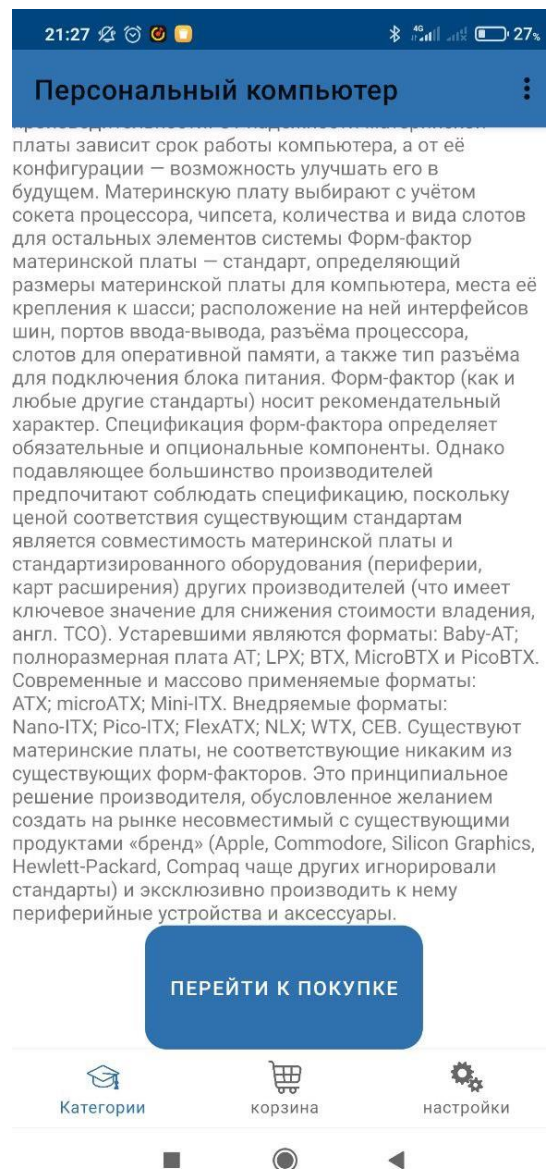 21:27
4G
27%
Персональный компьютер
платы зависит срок работы компьютера, а от её
конфигурации — возможность улучшать его в
будущем. Материнскую плату выбирают с учётом
сокета процессора, чипсета, количества и вида слотов
для остальных элементов системы Форм-фактор
материнской платы — стандарт, определяющий
размеры материнской платы для компьютера, места её
крепления к шасси; расположение на ней интерфейсов
шин, портов ввода-вывода, разъёма процессора,
слотов для оперативной памяти, а также тип разъёма
для подключения блока питания. Форм-фактор (как и
любые другие стандарты) носит рекомендательный
характер. Спецификация форм-фактора определяет
обязательные и опциональные компоненты. Однако
подавляющее большинство производителей
предпочитают соблюдать спецификацию, поскольку
ценой соответствия существующим стандартам
является совместимость материнской платы и
стандартизированного оборудования (периферии,
карт расширения) других производителей (что имеет
ключевое значение для снижения стоимости владения,
англ. TCO). Устаревшими являются форматы: Baby-AT;
полноразмерная плата AT; LPX; BTX, MicroBTX и PicoBTX.
Современные и массово применяемые форматы:
ATX; microATX; Mini-ITX. Внедряемые форматы:
Nano-ITX; Pico-ITX; FlexATX; NLX; WTX, CEB. Существуют
материнские платы, не соответствующие никаким из
существующих форм-факторов. Это принципиальное
решение производителя, обусловленное желанием
создать на рынке несовместимый с существующими
продуктами «бренд» (Apple, Commodore, Silicon Graphics,
Hewlett-Packard, Compaq чаще других игнорировали
стандарты) и эксклюзивно производить к нему
периферийные устройства и аксессуары.
ПЕРЕЙТИ К ПОКУПКЕ
Категории
корзина
настройки